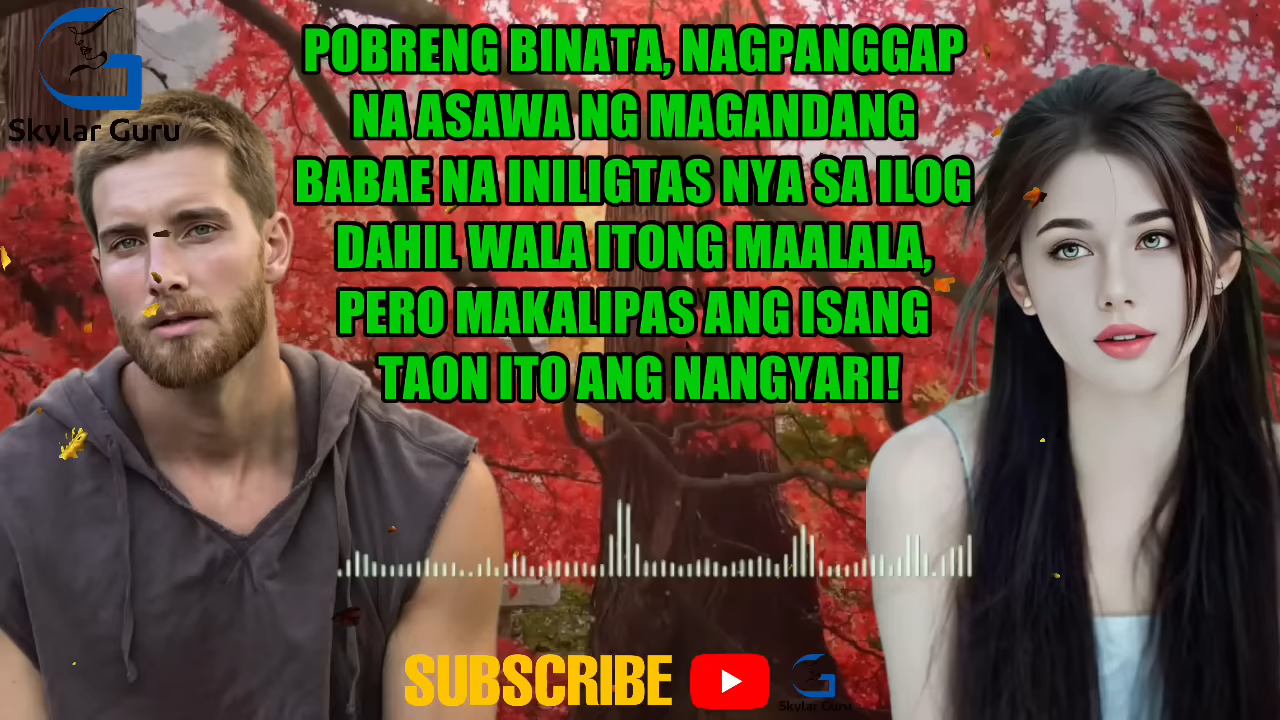 Skylar Guru
POBRENG BINATA, NAGPANGGAP
NA ASAWA NG MAGANDANG
BABAE NA INILIGTAS NYA SA ILOG
DAHIL WALA ITONG MAALALA,
PERO MAKALIPAS ANG ISANG
TAON ITO ANG NANGYARI!
SUBSCRIBE
Skylar Guru